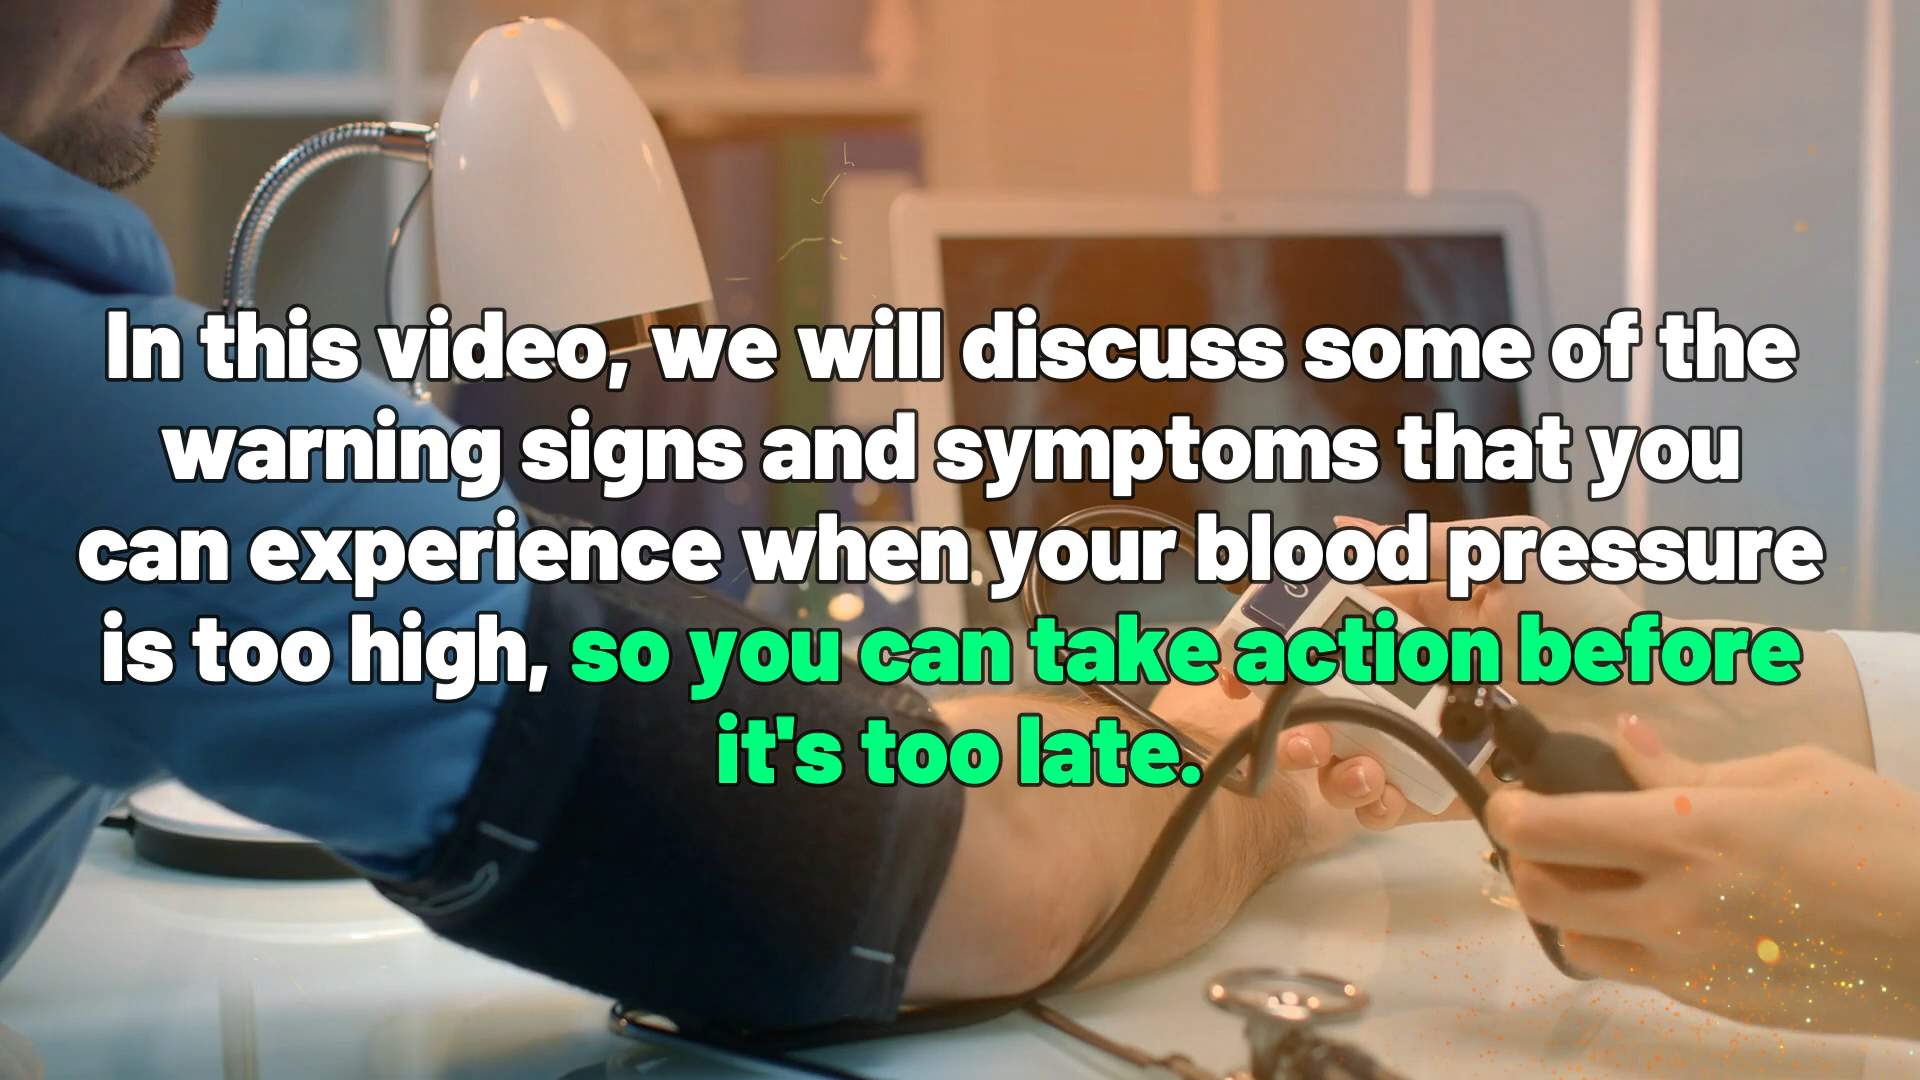 In this video, we will discuss some of the
warning signs and symptoms that you
can experience when your blood pressure
is too high, so you can take action before
it's too late.